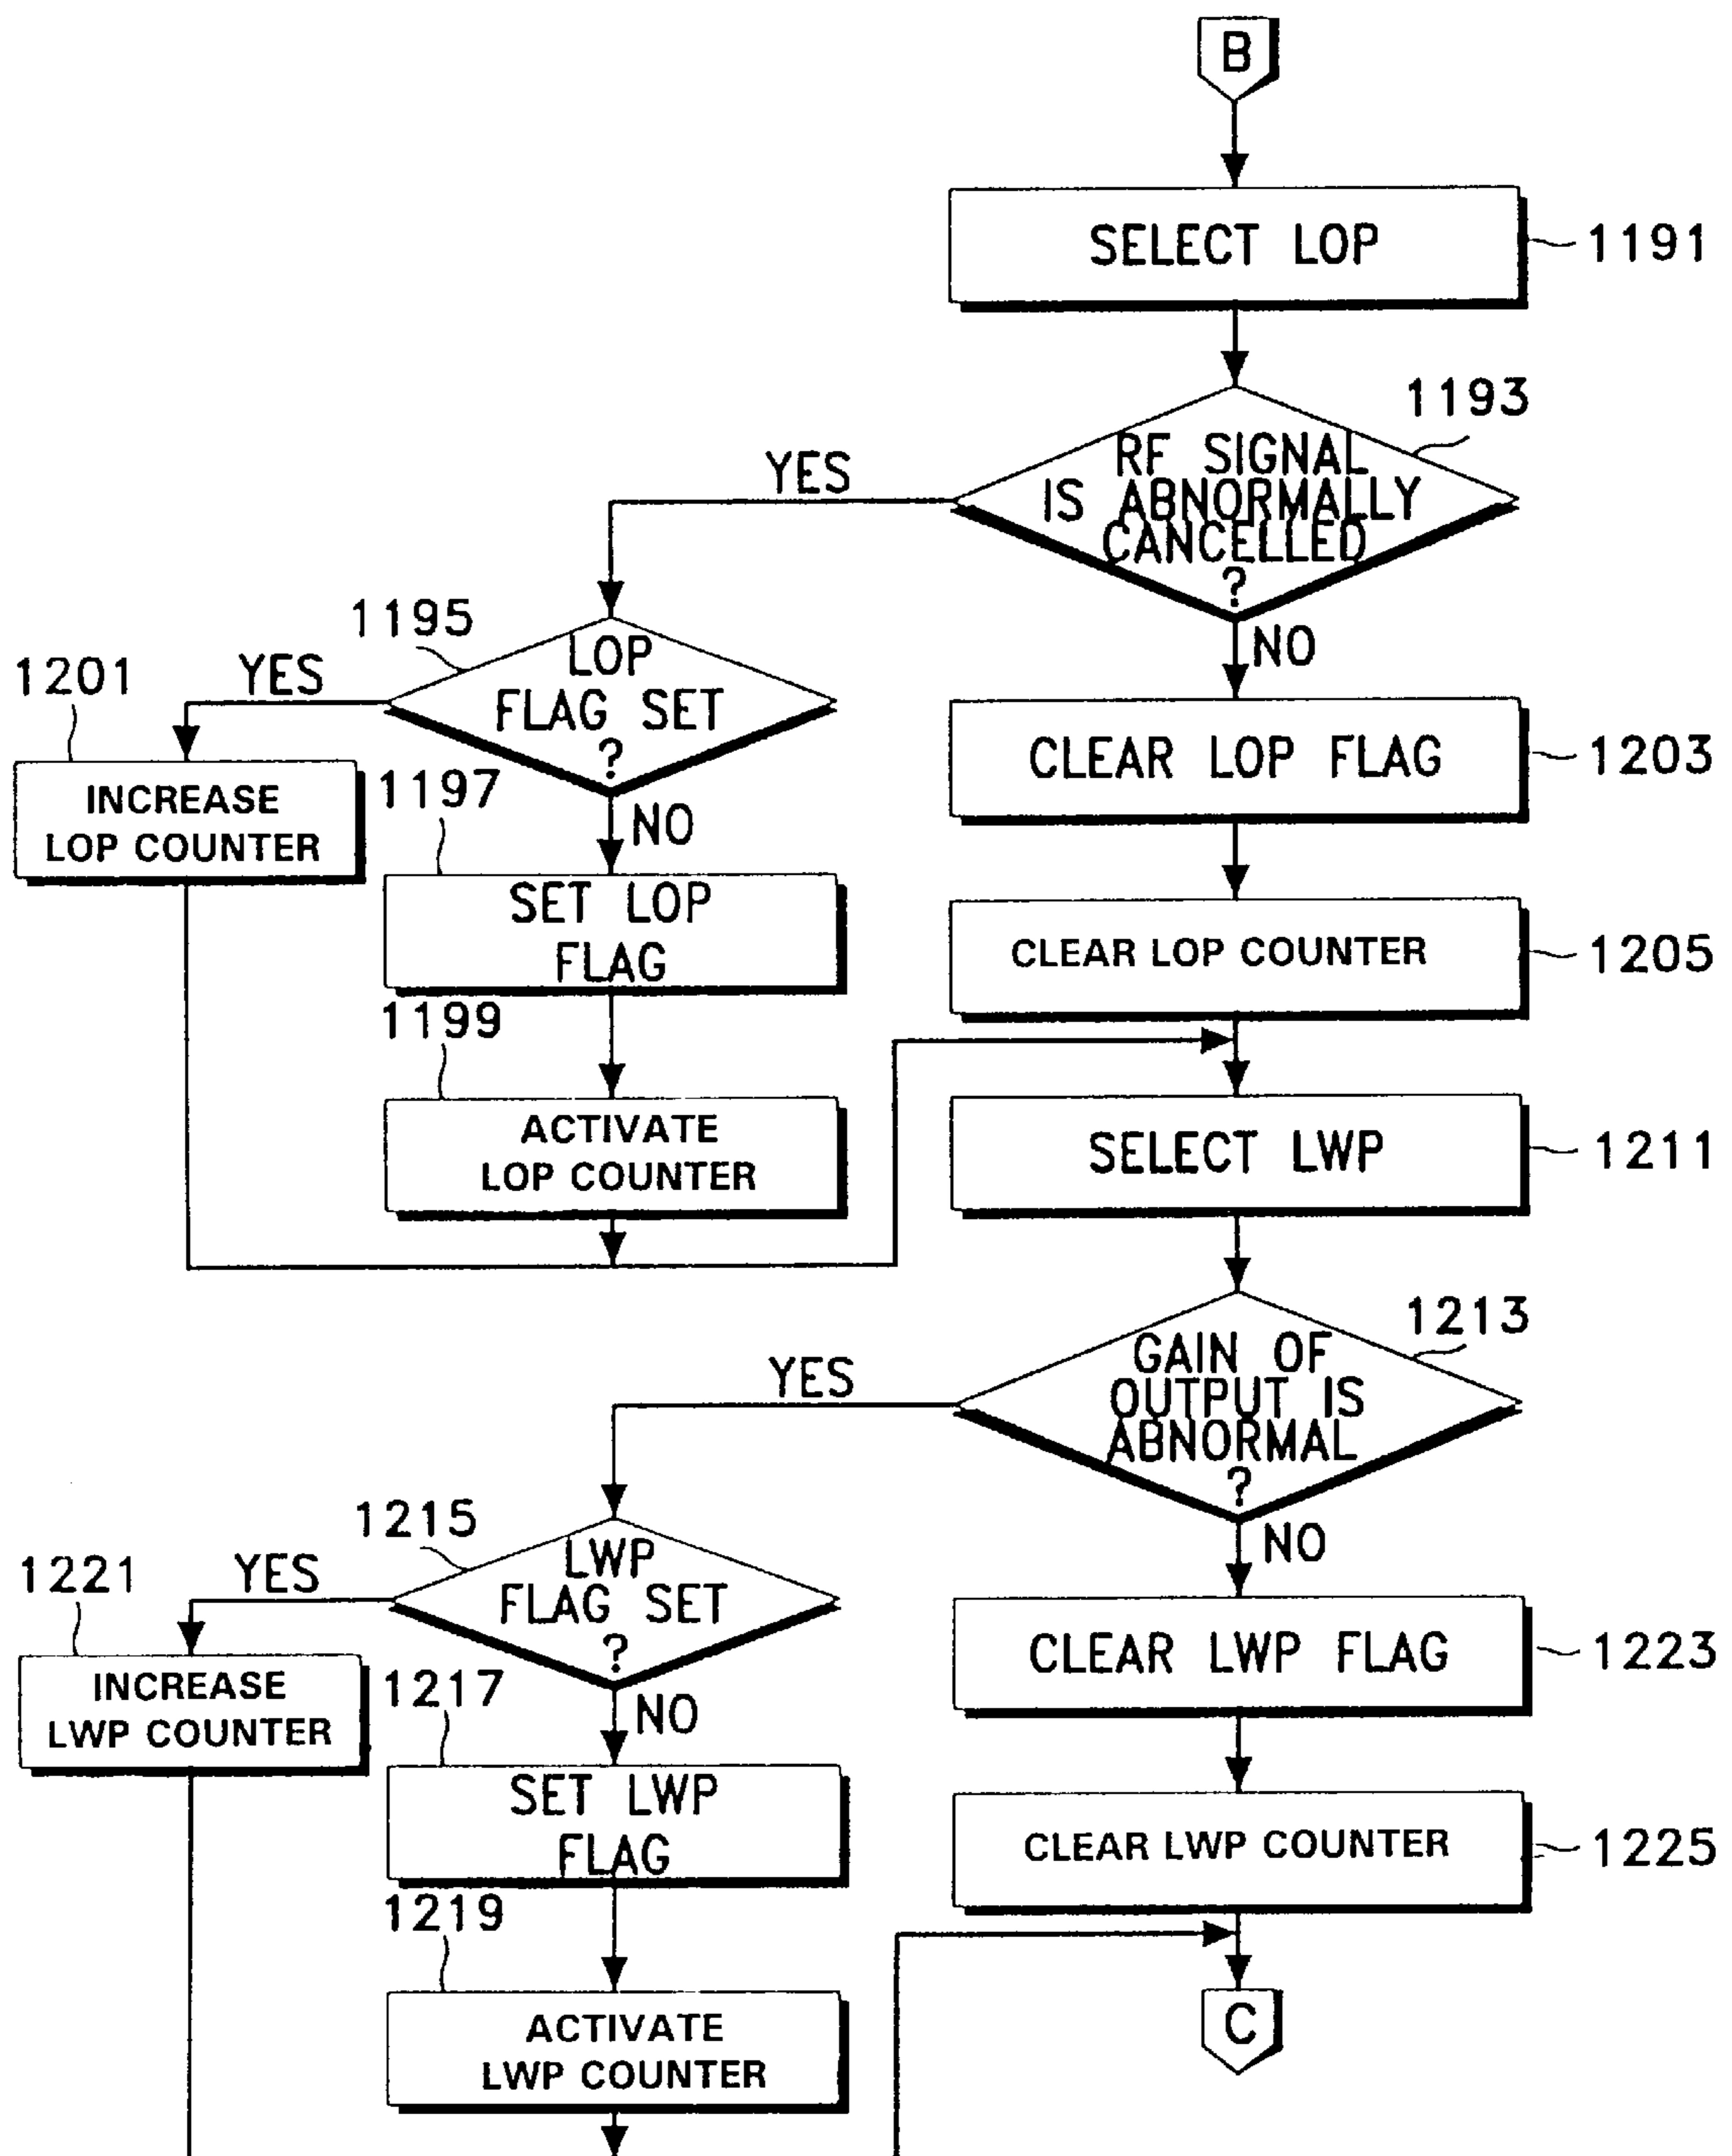 B
SELECT LOP
1191
1193
RF SIGNAL
IS ABNORMALLY
CANCELLED
?
YES
NO
1195
LOP
FLAG SET
?
YES
NO
1201
INCREASE
LOP COUNTER
1197
SET LOP
FLAG
1199
ACTIVATE
LOP COUNTER
CLEAR LOP FLAG
1203
CLEAR LOP COUNTER
1205
SELECT LWP
1211
1213
GAIN OF
OUTPUT IS
ABNORMAL
?
YES
NO
1215
LWP
FLAG SET
?
YES
NO
1221
INCREASE
LWP COUNTER
1217
SET LWP
FLAG
1219
ACTIVATE
LWP COUNTER
CLEAR LWP FLAG
1223
CLEAR LWP COUNTER
1225
C